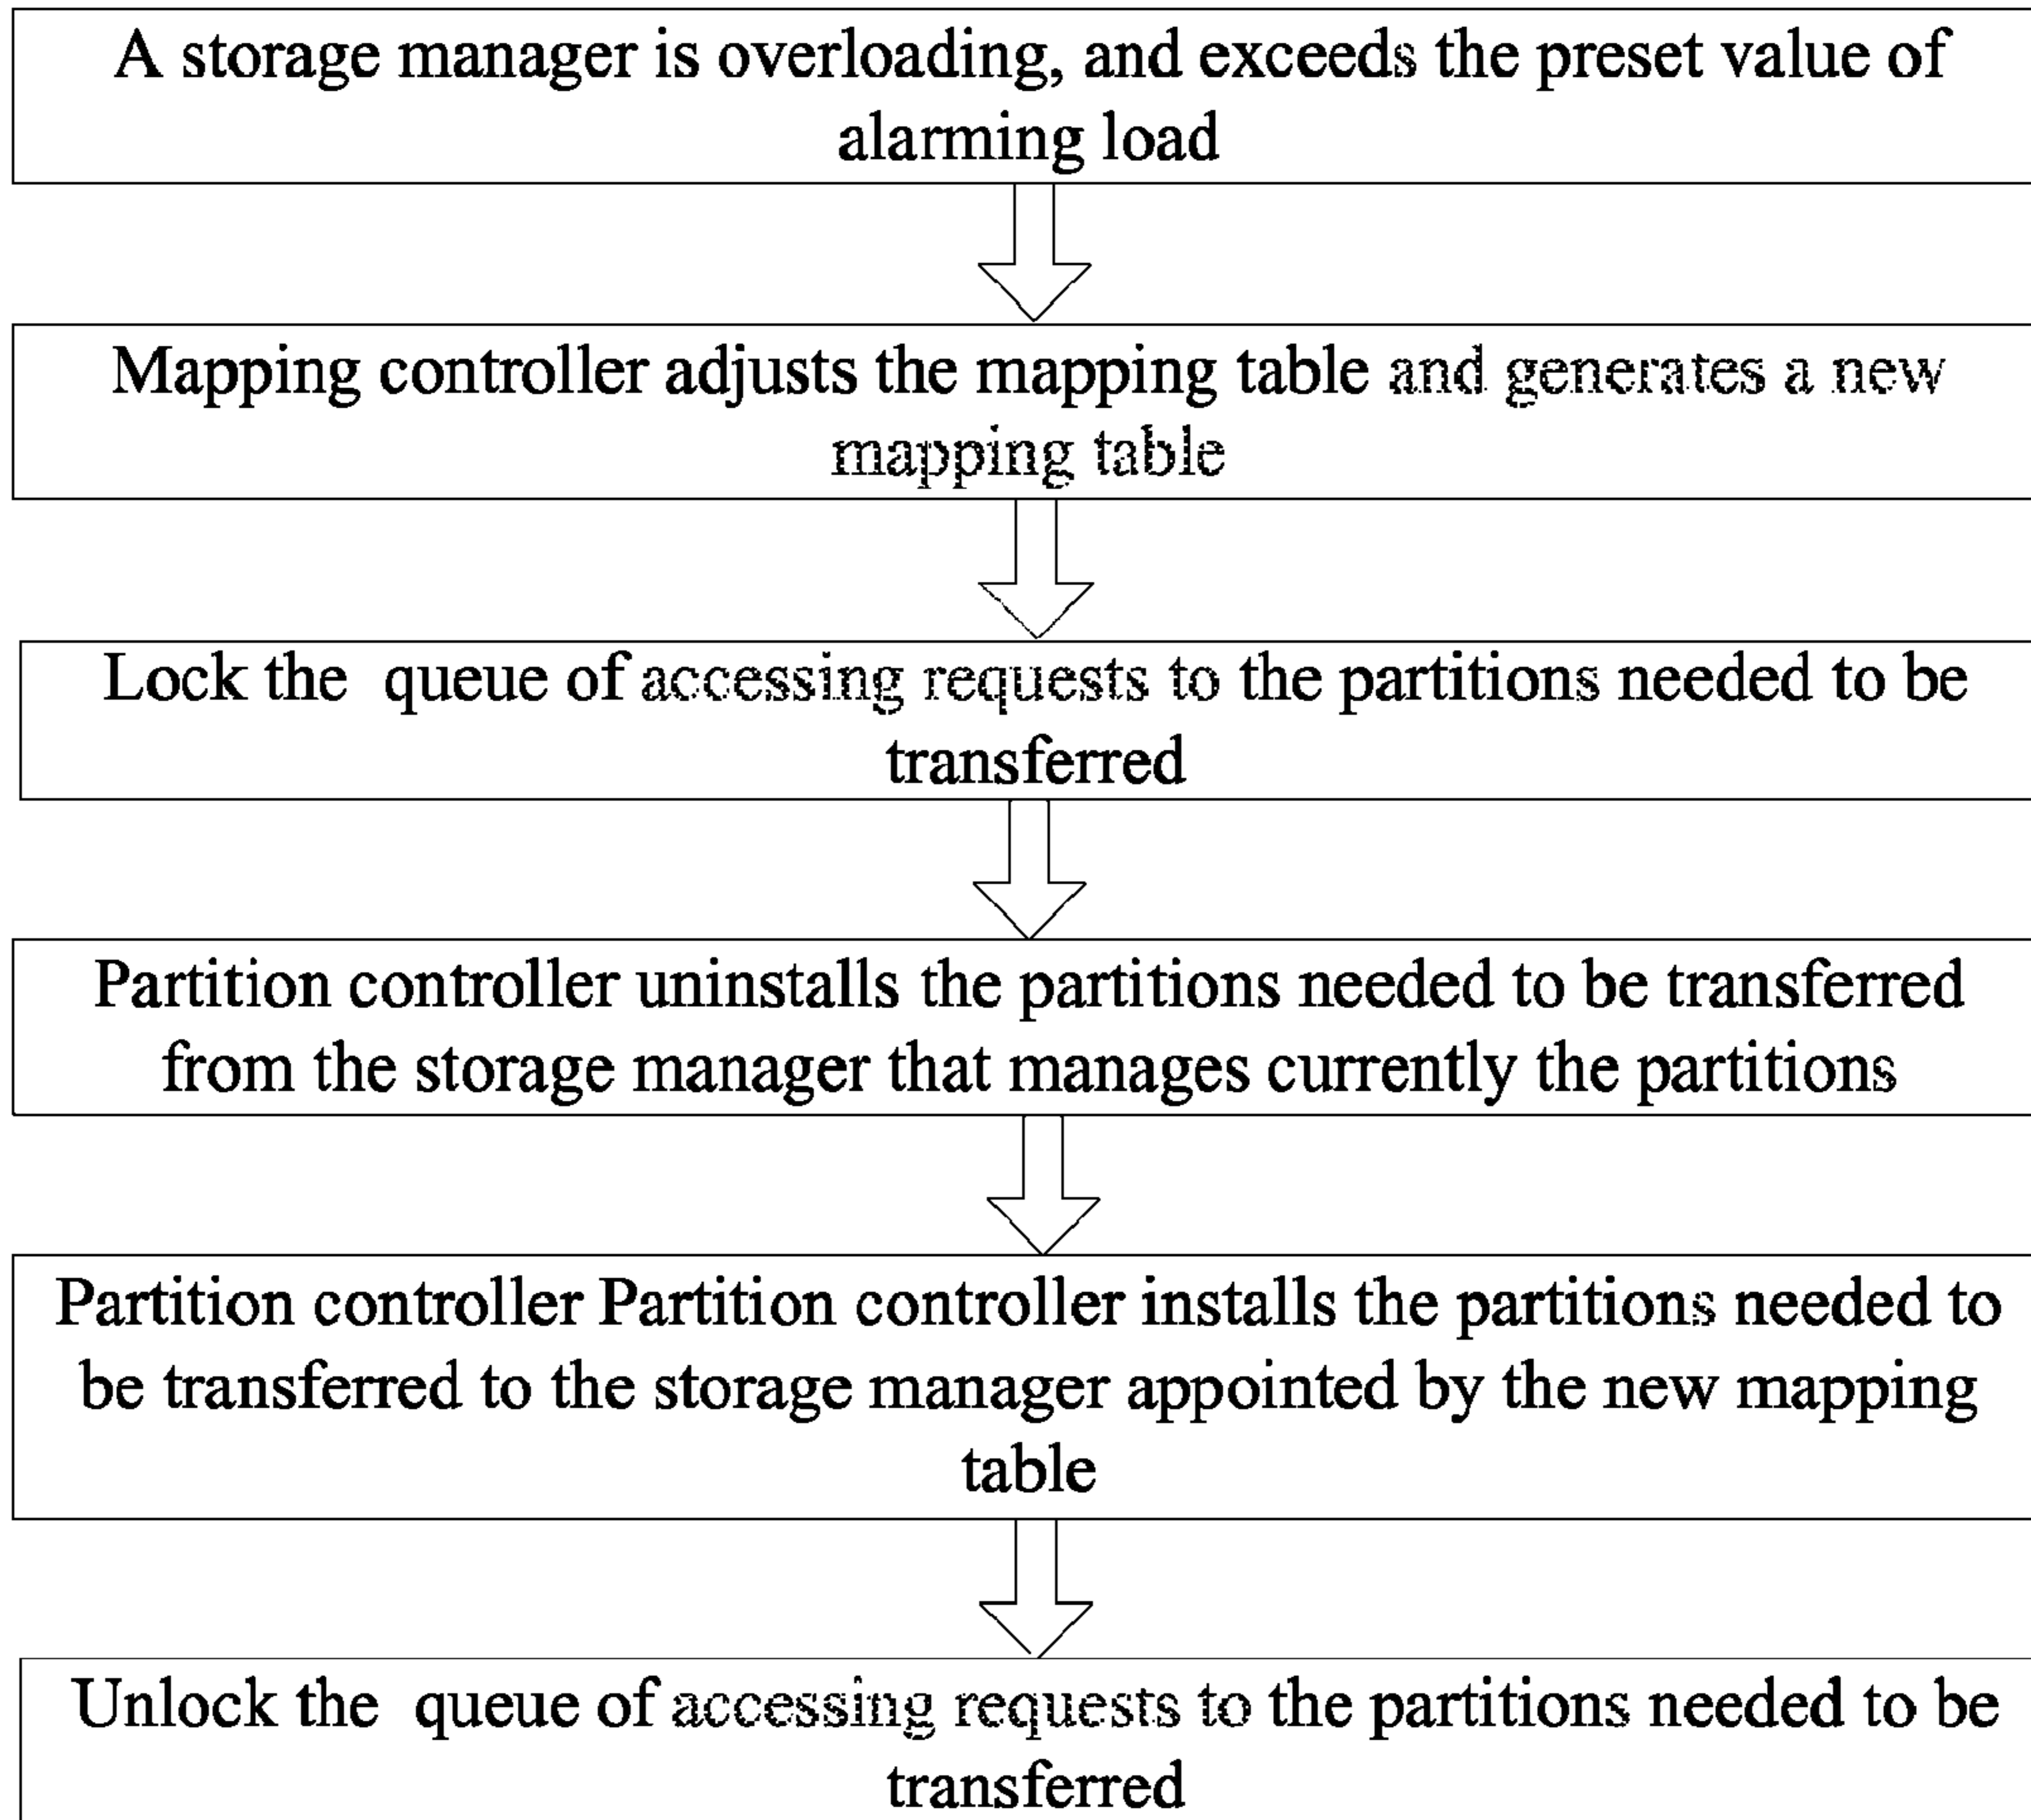 A storage manager is overloading, and exceeds the preset value of
alarming load
Mapping controller adjusts the mapping table and generates a new
mapping table
Lock the queue of accessing requests to the partitions needed to be
transferred
Partition controller uninstalls the partitions needed to be transferred
from the storage manager that manages currently the partitions
Partition controller Partition controller installs the partitions needed to
be transferred to the storage manager appointed by the new mapping
table
Unlock the queue of accessing requests to the partitions needed to be
transferred